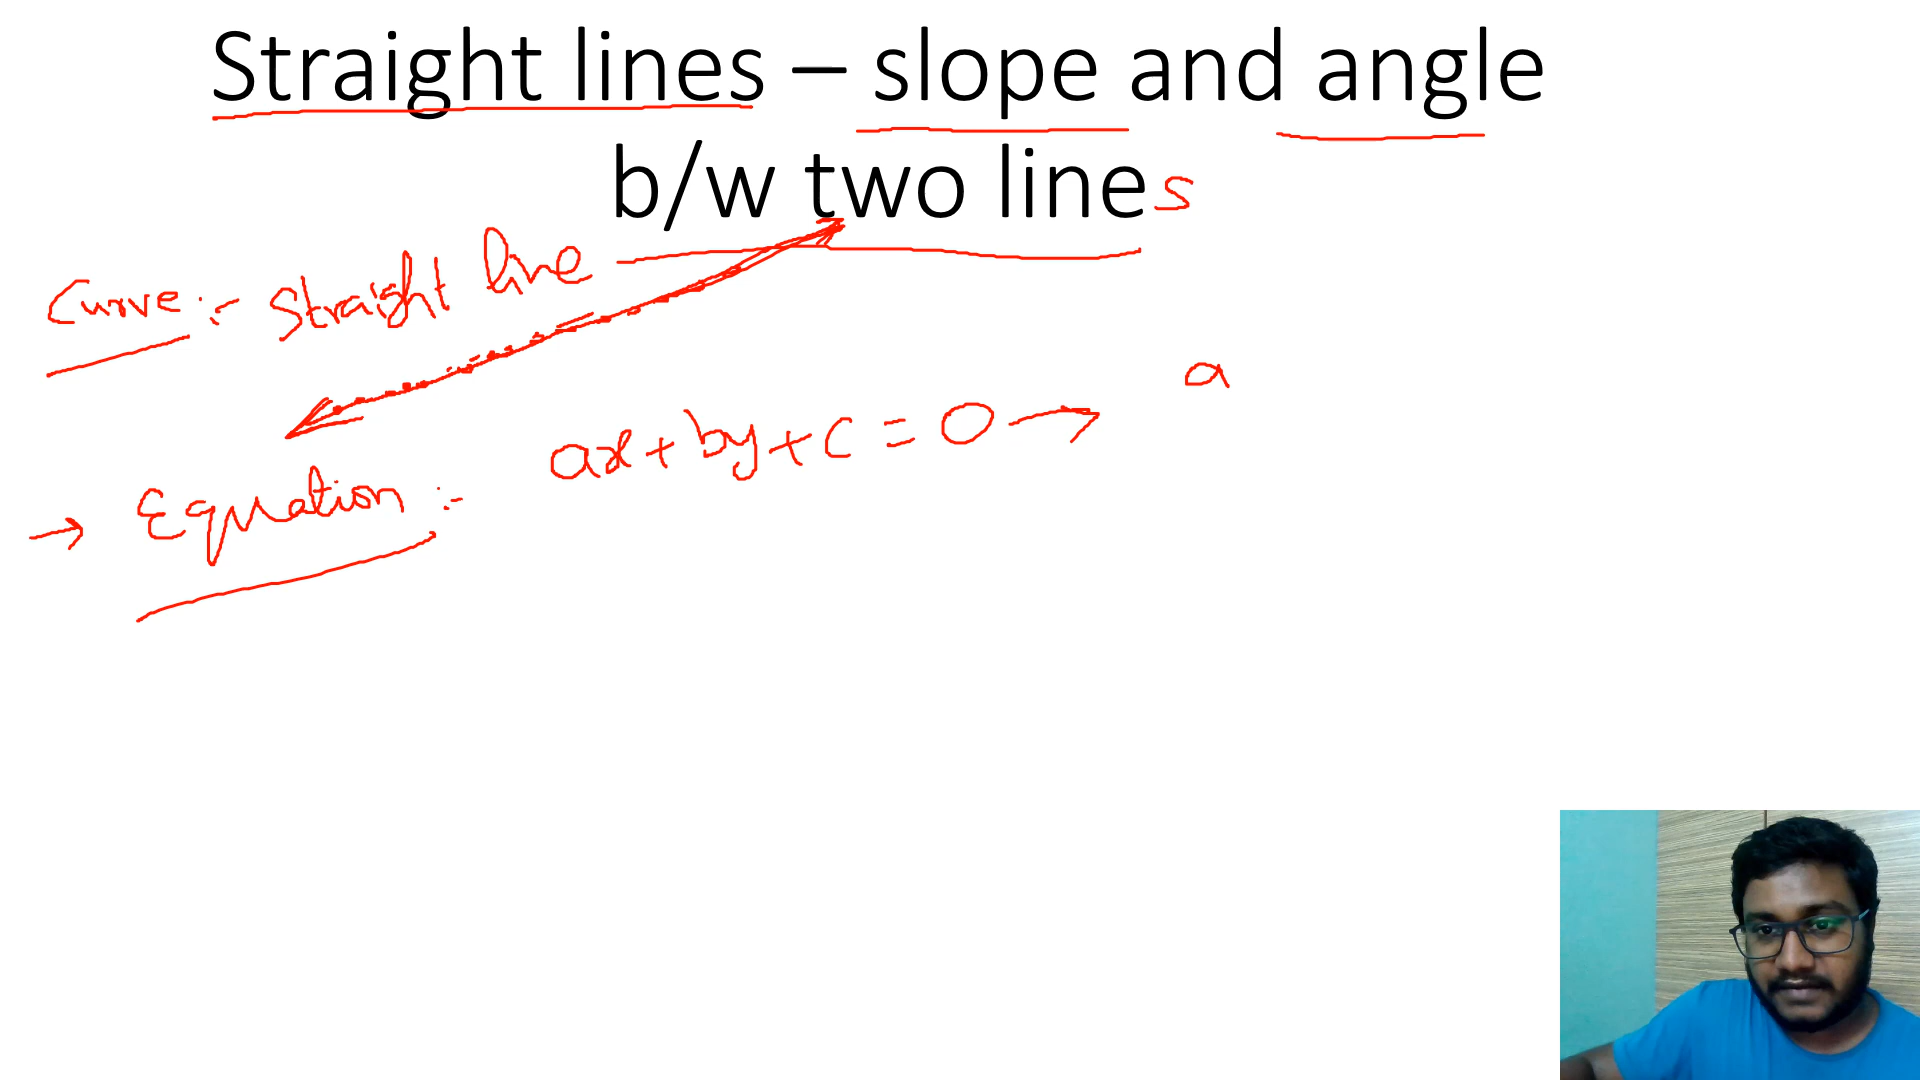 Straight lines – slope and angle
b/w two lines
Curve :- Straight line
a
ax + by + c = 0 →
→ Equation :-